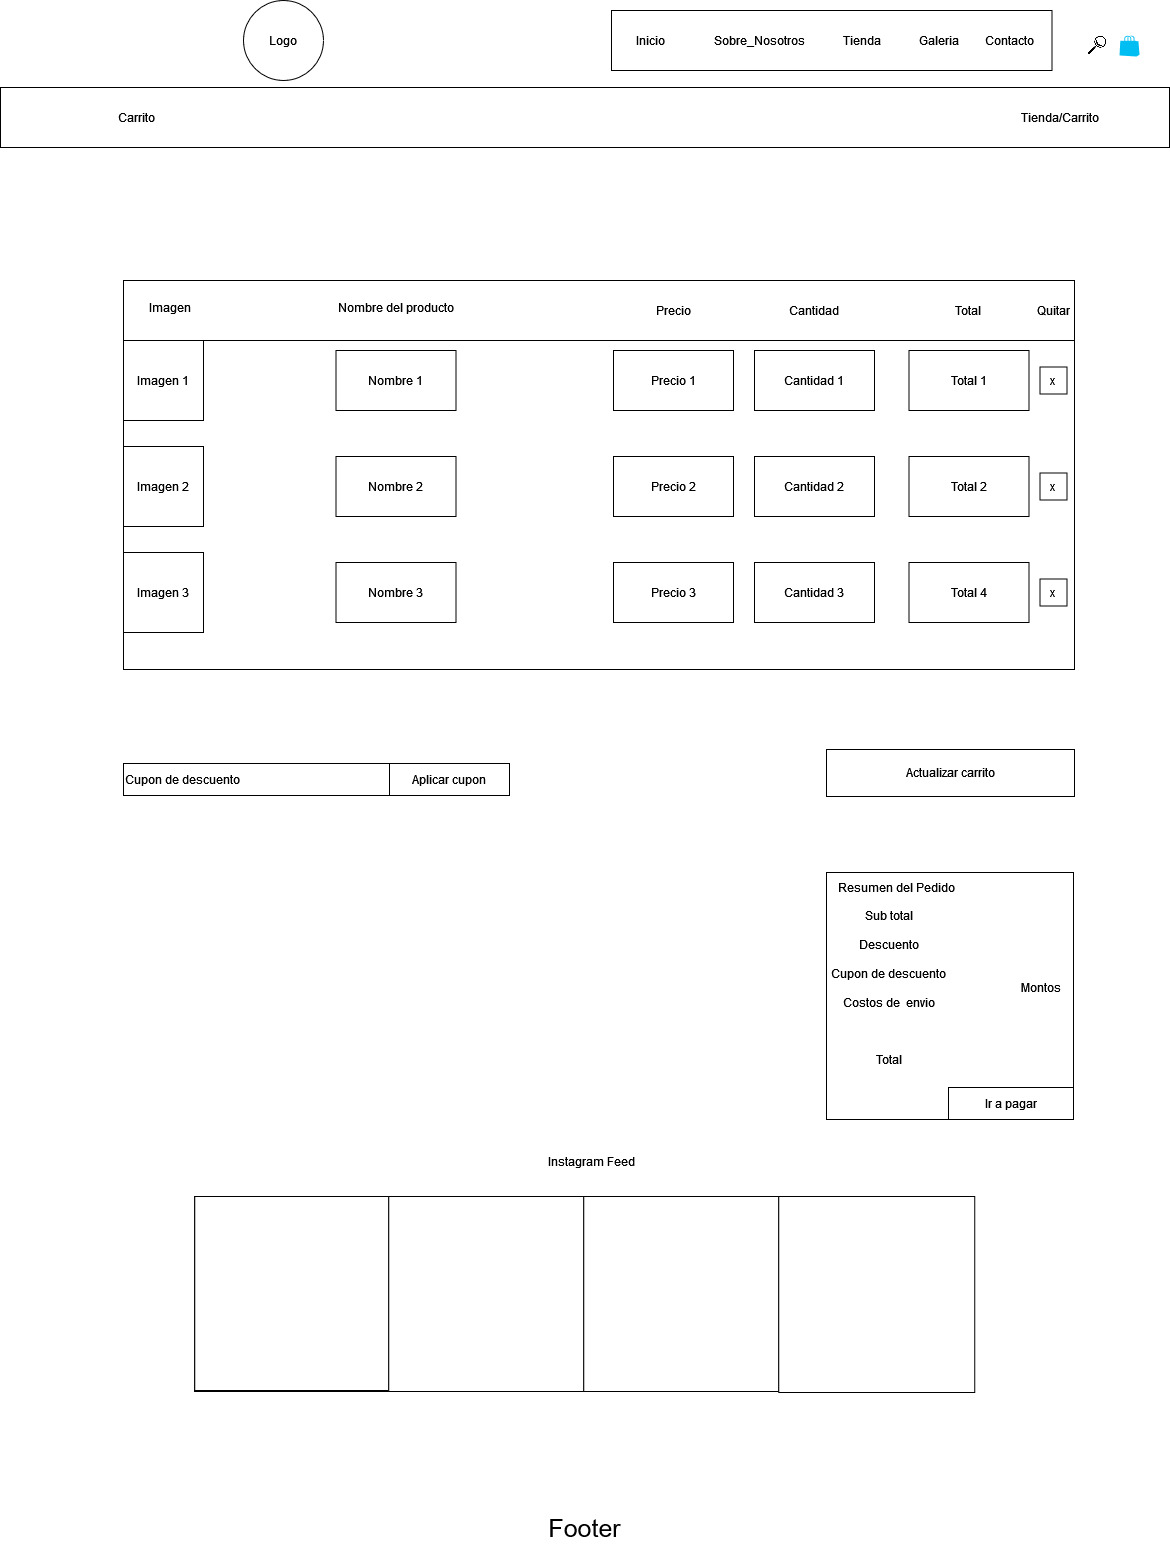 Logo
Inicio
Sobre_Nosotros
Tienda
Galeria
Contacto
Carrito
Tienda/Carrito
Imagen
Nombre del producto
Precio
Cantidad
Total
Quitar
Imagen 1
Nombre 1
Precio 1
Cantidad 1
Total 1
x
Imagen 2
Nombre 2
Precio 2
Cantidad 2
Total 2
x
Imagen 3
Nombre 3
Precio 3
Cantidad 3
Total 4
x
Cupon de descuento
Aplicar cupon
Actualizar carrito
Resumen del Pedido
Sub total
Descuento
Cupon de descuento
Montos
Costos de  envio
Total
Ir a pagar
Instagram Feed
Footer